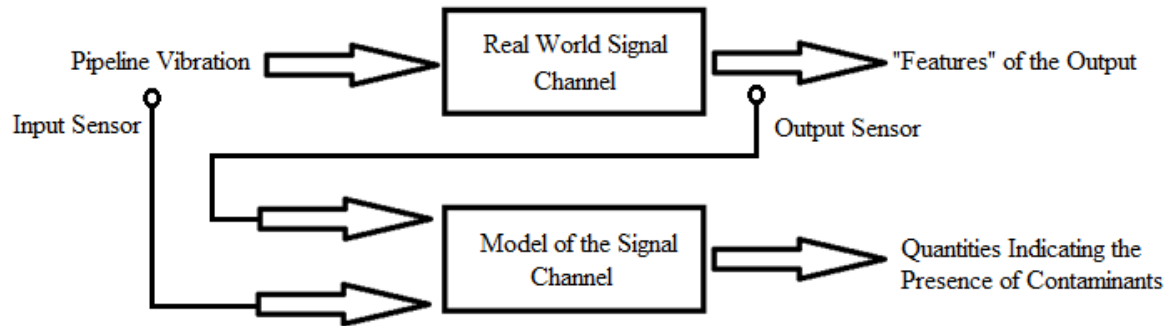 Real World Signal
Channel
Pipeline Vibration
"Features" of the Output
Input Sensor
Output Sensor
Model of the Signal
Channel
Quantities Indicating the
Presence of Contaminants